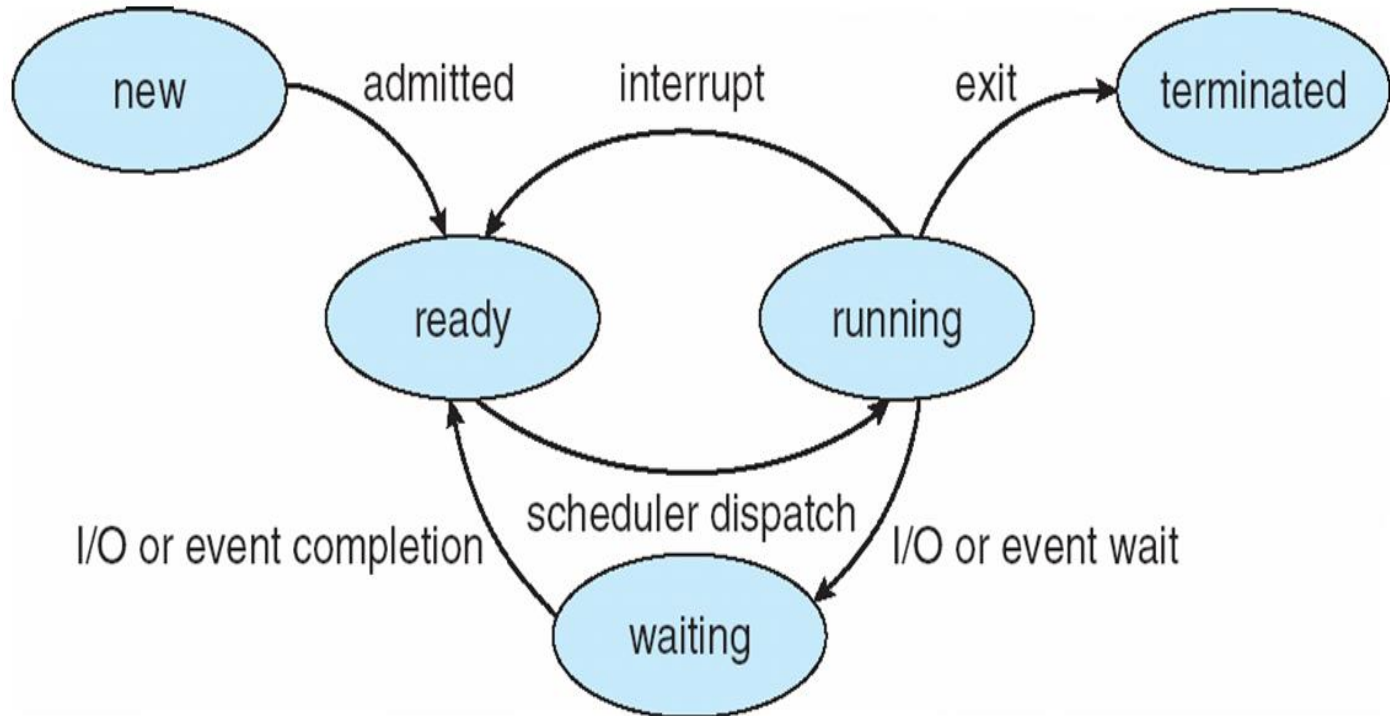 new
admitted
interrupt
exit
terminated
ready
running
scheduler dispatch
I/O or event completion
I/O or event wait
waiting